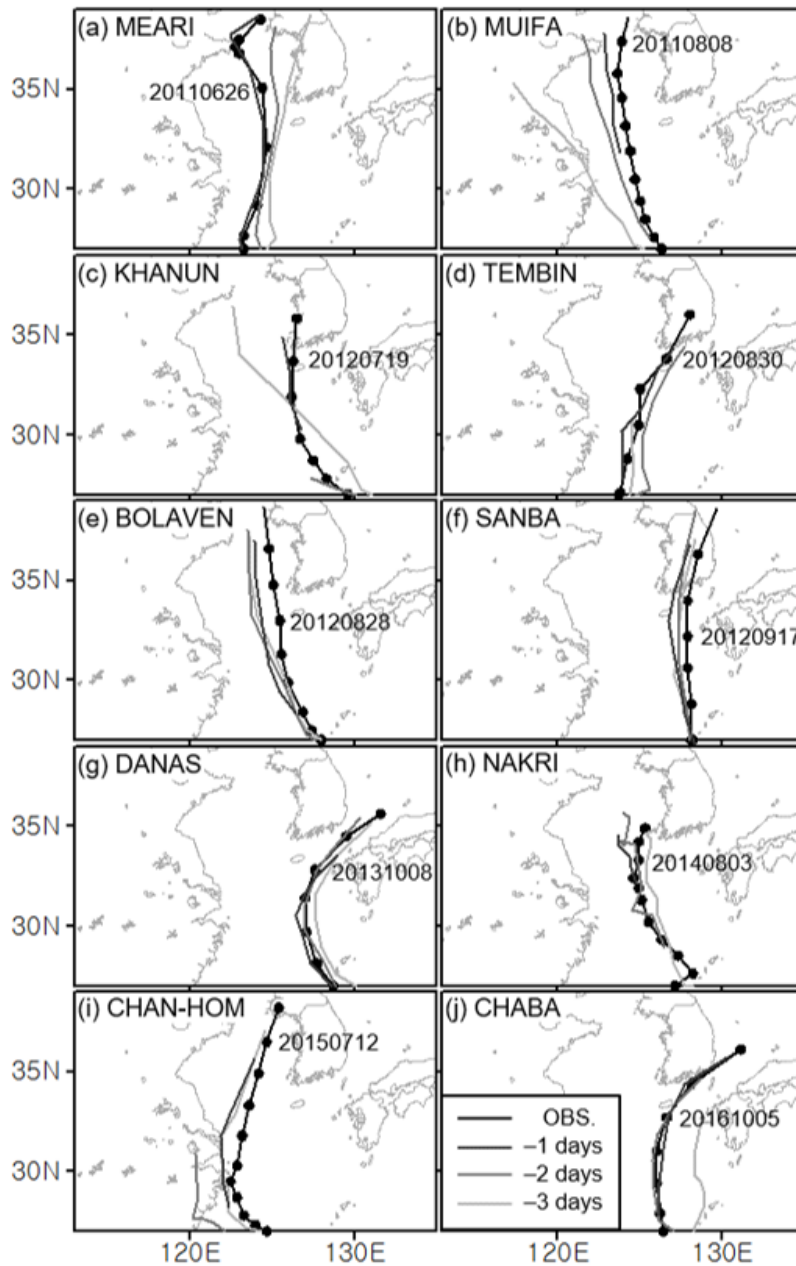 (a) MEARI
20110626
35N
30N
(b) MUIFA
20110808
(c) KHANUN
20120719
35N
30N
(d) TEMBIN
20120830
(e) BOLAVEN
20120828
35N
30N
(f) SANBA
20120917
(g) DANAS
20131008
35N
30N
(h) NAKRI
20140803
(i) CHAN-HOM
20150712
35N
30N
120E 130E
(j) CHABA
20161005
OBS.
−1 days
−2 days
−3 days
120E 130E